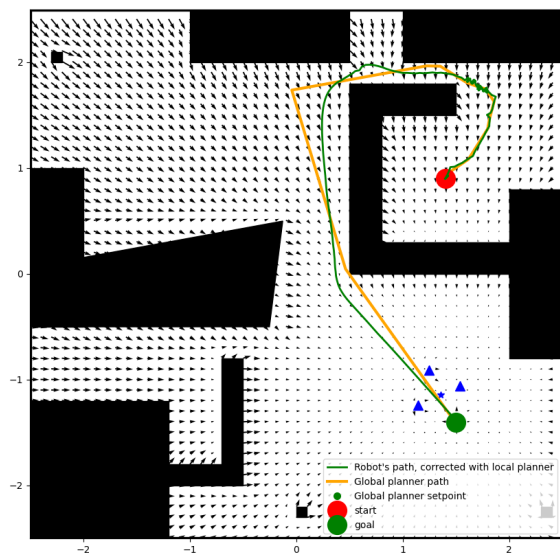 2
1
0
−1
−2
−2
−1
0
1
2
Robot's path, corrected with local planner
Global planner path
Global planner setpoint
start
goal